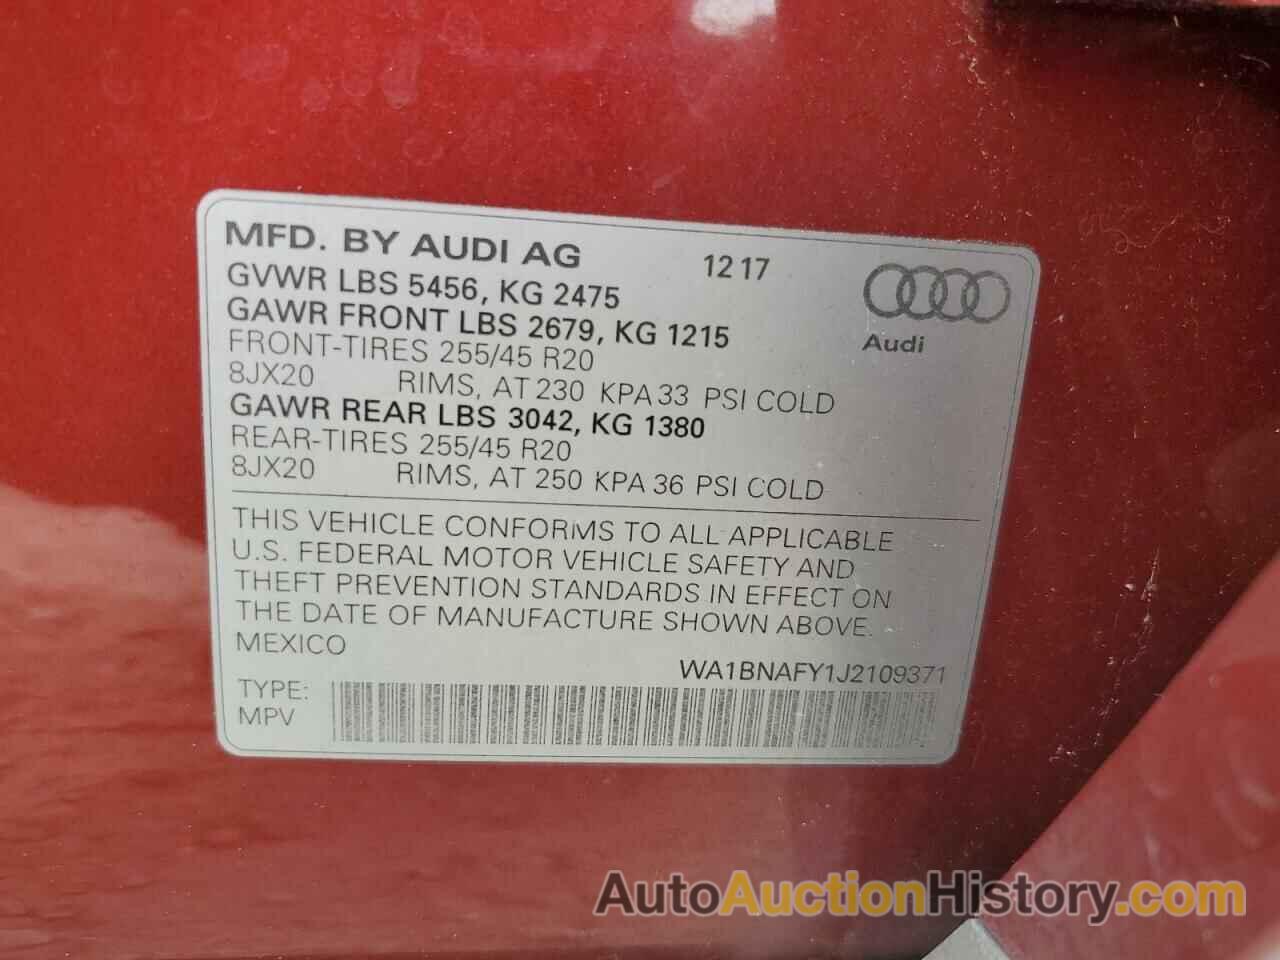 MFD. BY AUDI AG 12 17
GVWR LBS 5456, KG 2475
GAWR FRONT LBS 2679, KG 1215
Audi
FRONT-TIRES 255/45 R20
8JX20 RIMS, AT 230 KPA 33 PSI COLD
GAWR REAR LBS 3042, KG 1380
REAR-TIRES 255/45 R20
8JX20 RIMS, AT 250 KPA 36 PSI COLD
THIS VEHICLE CONFORMS TO ALL APPLICABLE
U.S. FEDERAL MOTOR VEHICLE SAFETY AND
THEFT PREVENTION STANDARDS IN EFFECT ON
THE DATE OF MANUFACTURE SHOWN ABOVE.
MEXICO
WA1BNAFY1J2109371
TYPE:
MPV
AutoAuctionHistory.com